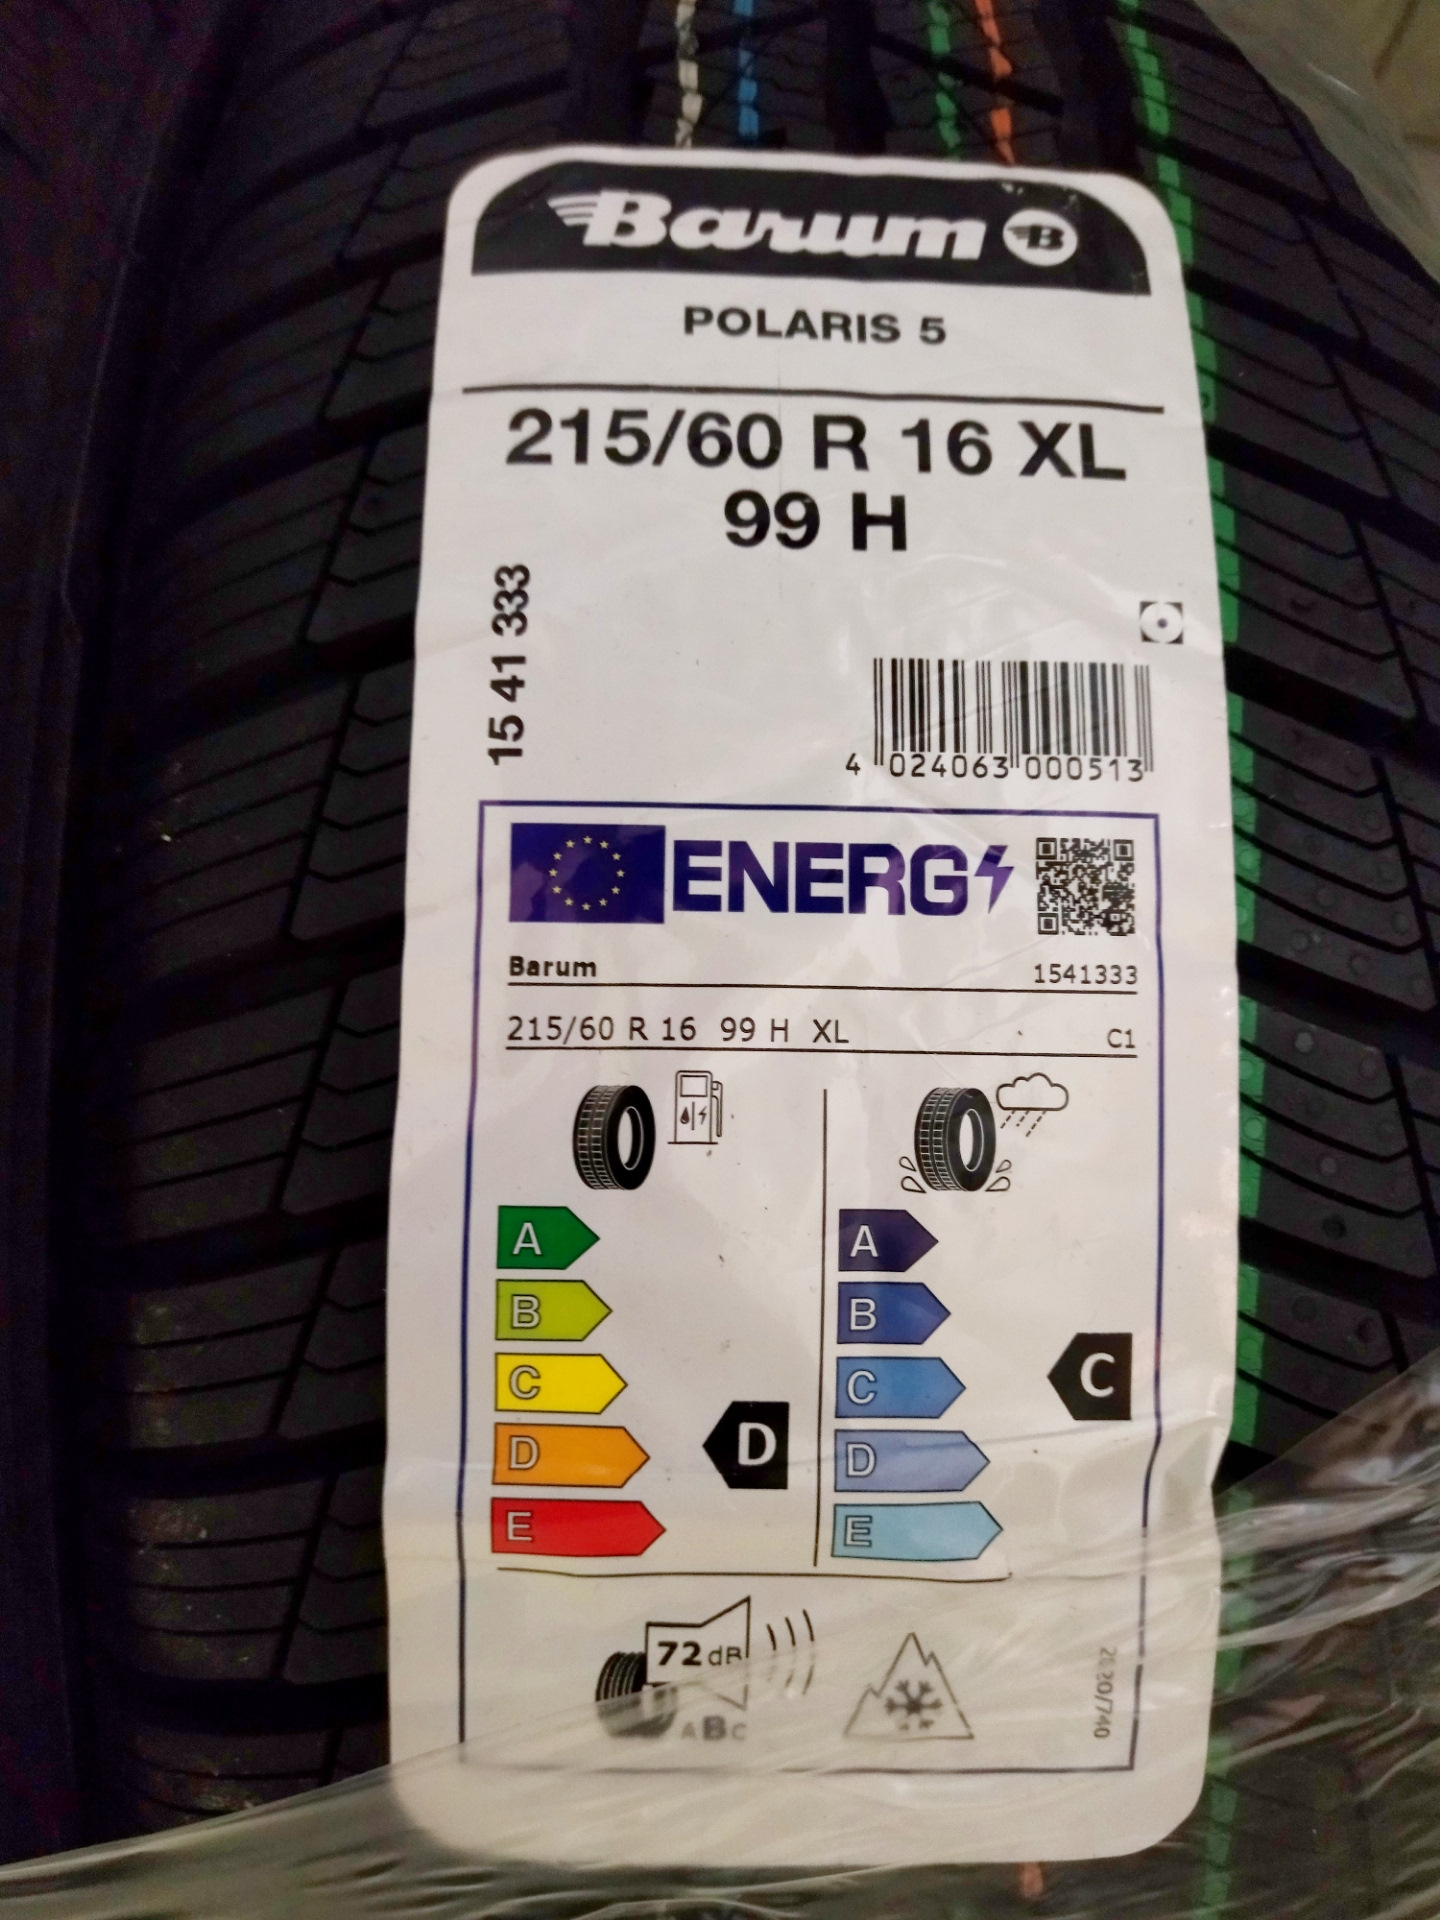 Barum B
POLARIS 5
215/60 R 16 XL
99 H
15 41 333
4 024063 000513
ENERG
Barum 1541333
215/60 R 16 99 H XL C1
A A
B B
C C C
D D D
E E
72 dB
ABC
2020/740